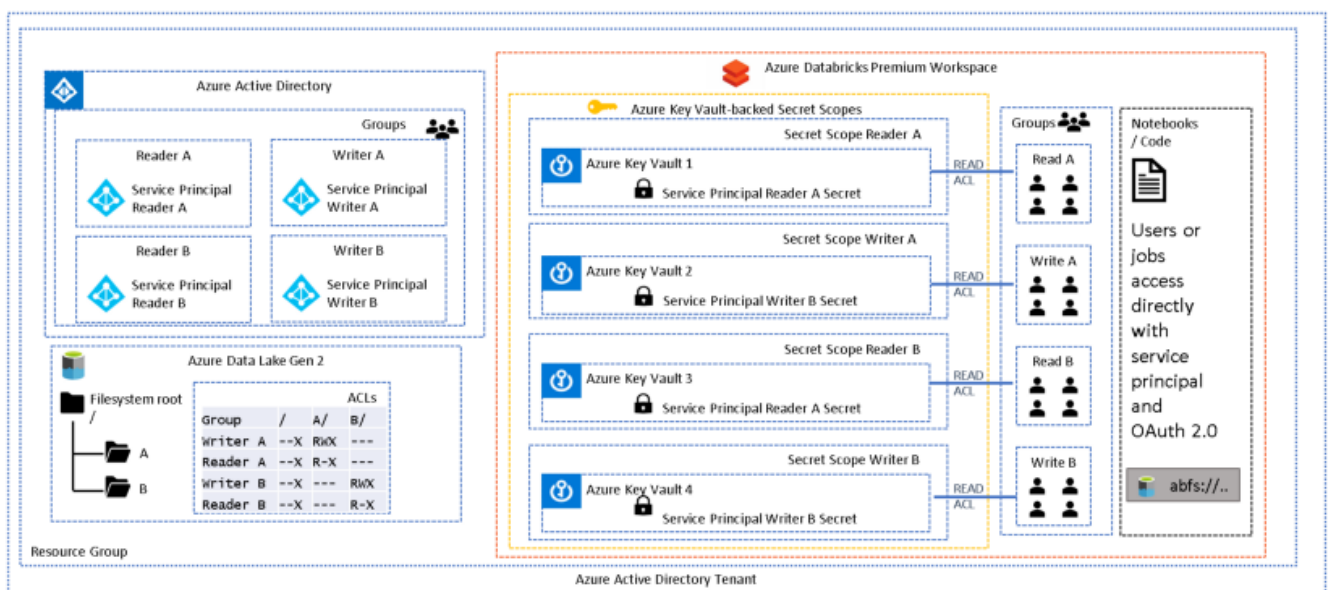 Azure Active Directory
Groups
Reader A
Service Principal
Reader A
Writer A
Service Principal
Writer A
Reader B
Service Principal
Reader B
Writer B
Service Principal
Writer B
Azure Data Lake Gen 2
Filesystem root
/
A
B
ACLs
Group / A/ B/
Writer A --X RWX ---
Reader A --X R-X ---
Writer B --X --- RWX
Reader B --X --- R-X
Resource Group
Azure Databricks Premium Workspace
Azure Key Vault-backed Secret Scopes
Secret Scope Reader A
Azure Key Vault 1
Service Principal Reader A Secret
READ
ACL
Secret Scope Writer A
Azure Key Vault 2
Service Principal Writer B Secret
READ
ACL
Secret Scope Reader B
Azure Key Vault 3
Service Principal Reader A Secret
READ
ACL
Secret Scope Writer B
Azure Key Vault 4
Service Principal Writer B Secret
READ
ACL
Groups
Read A
Write A
Read B
Write B
Notebooks
/ Code
Users or
jobs
access
directly
with
service
principal
and
OAuth 2.0
abfs://..
Azure Active Directory Tenant